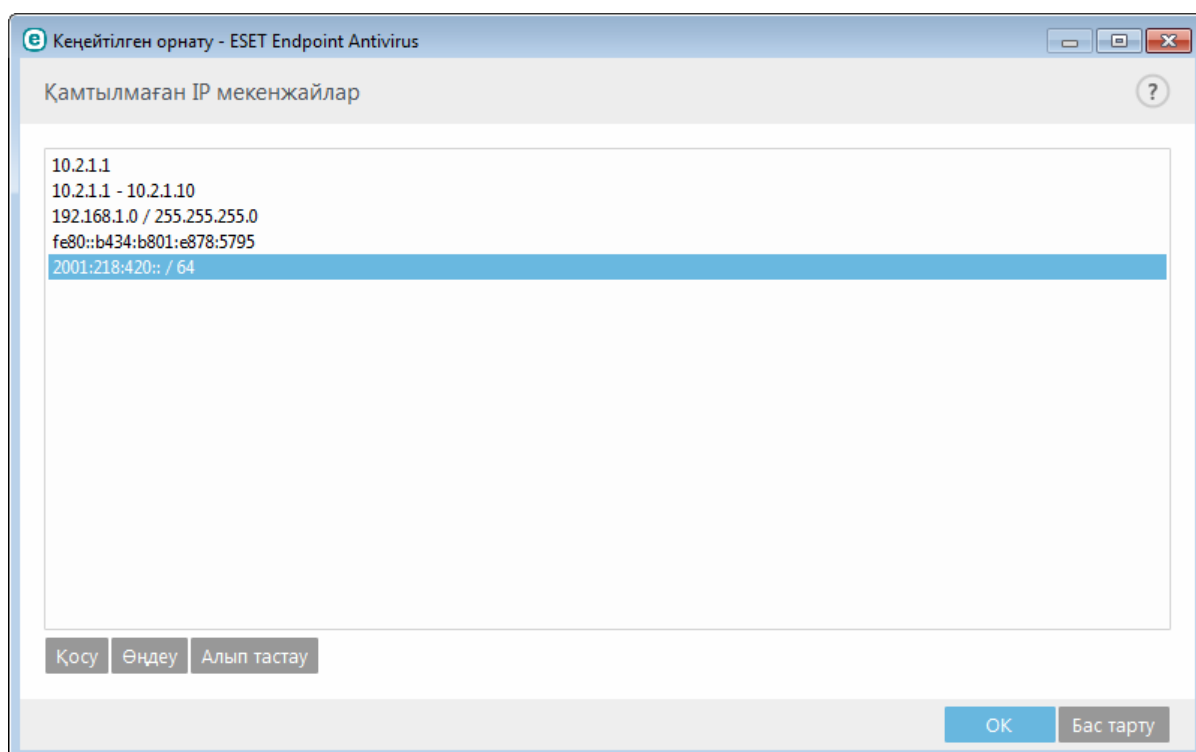 Кеңейтілген орнату - ESET Endpoint Antivirus
Қамтылмаған IP мекенжайлар
?
10.2.1.1
10.2.1.1 - 10.2.1.10
192.168.1.0 / 255.255.255.0
fe80::b434:b801:e878:5795
2001:218:420:: / 64
Қосу Өңдеу Алып тастау
OK Бас тарту